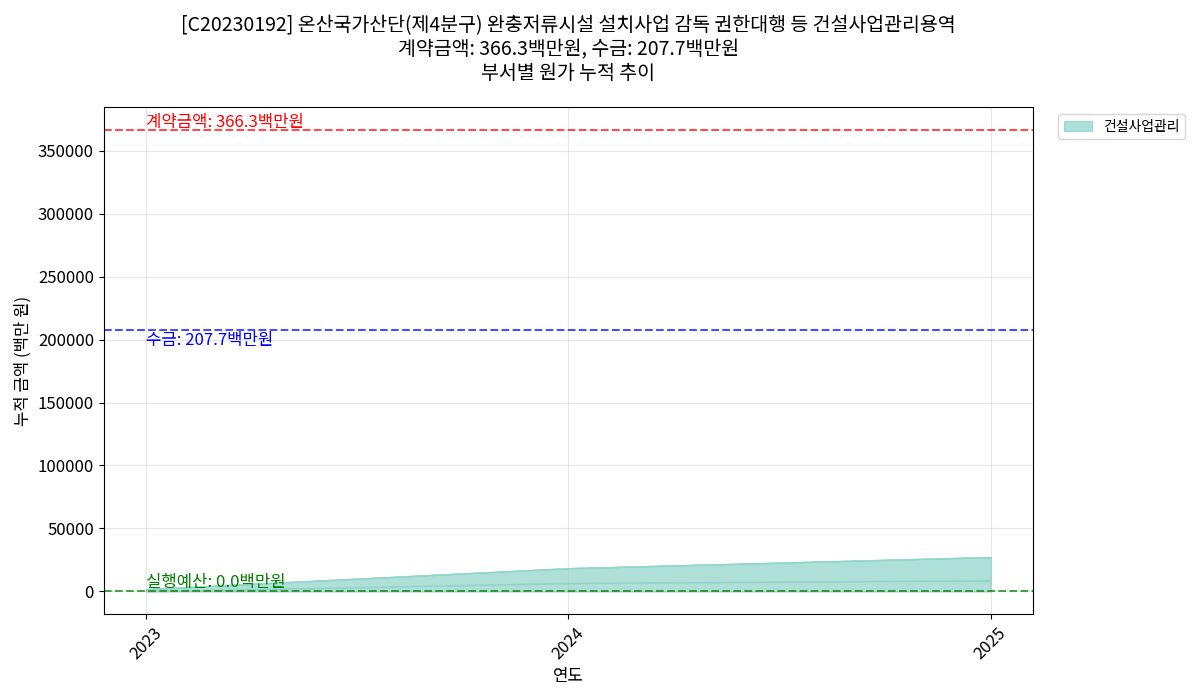 [C20230192] 온산국가산단(제4분구) 완충저류시설 설치사업 감독 권한대행 등 건설사업관리용역
계약금액: 366.3백만원, 수금: 207.7백만원
부서별 원가 누적 추이
계약금액: 366.3백만원
건설사업관리
350000
300000
250000
200000
수금: 207.7백만원
150000
100000
50000
0
실행예산: 0.0백만원
누적 금액 (백만 원)
2023
2024
2025
연도